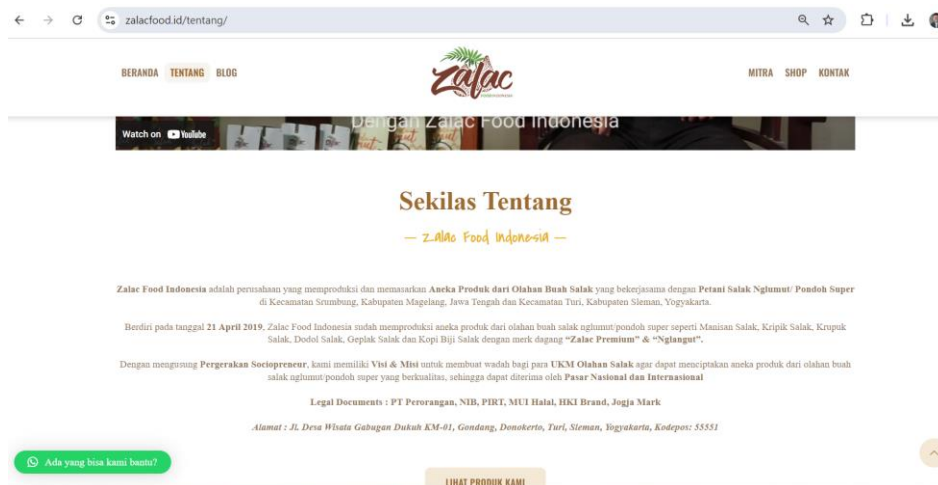 zalacfood.id/tentang/
BERANDA TENTANG BLOG
Zalac
MITRA SHOP KONTAK
Dengan Zalac Food Indonesia
Watch on YouTube
Sekilas Tentang
— Zalac Food Indonesia —
Zalac Food Indonesia adalah perusahaan yang memproduksi dan memasarkan Aneka Produk dari Olahan Buah Salak yang bekerjasama dengan Petani Salak Nglumut/ Pondoh Super
di Kecamatan Srumbung, Kabupaten Magelang, Jawa Tengah dan Kecamatan Turi, Kabupaten Sleman, Yogyakarta.
Berdiri pada tanggal 21 April 2019, Zalac Food Indonesia sudah memproduksi aneka produk dari olahan buah salak nglumut/pondoh super seperti Manisan Salak, Kripik Salak, Krupuk
Salak, Dodol Salak, Geplak Salak dan Kopi Biji Salak dengan merk dagang “Zalac Premium” & “Nglangut”.
Dengan mengusung Pergerakan Sociopreneur, kami memiliki Visi & Misi untuk membuat wadah bagi para UKM Olahan Salak agar dapat menciptakan aneka produk dari olahan buah
salak nglumut/pondoh super yang berkualitas, sehingga dapat diterima oleh Pasar Nasional dan Internasional
Legal Documents : PT Perorangan, NIB, PIRT, MUI Halal, HKI Brand, Jogja Mark
Alamat : Jl. Desa Wisata Gabugan Dukuh KM-01, Gondang, Donokerto, Turi, Sleman, Yogyakarta, Kodepos: 55551
Ada yang bisa kami bantu?
LIHAT PRODUK KAMI